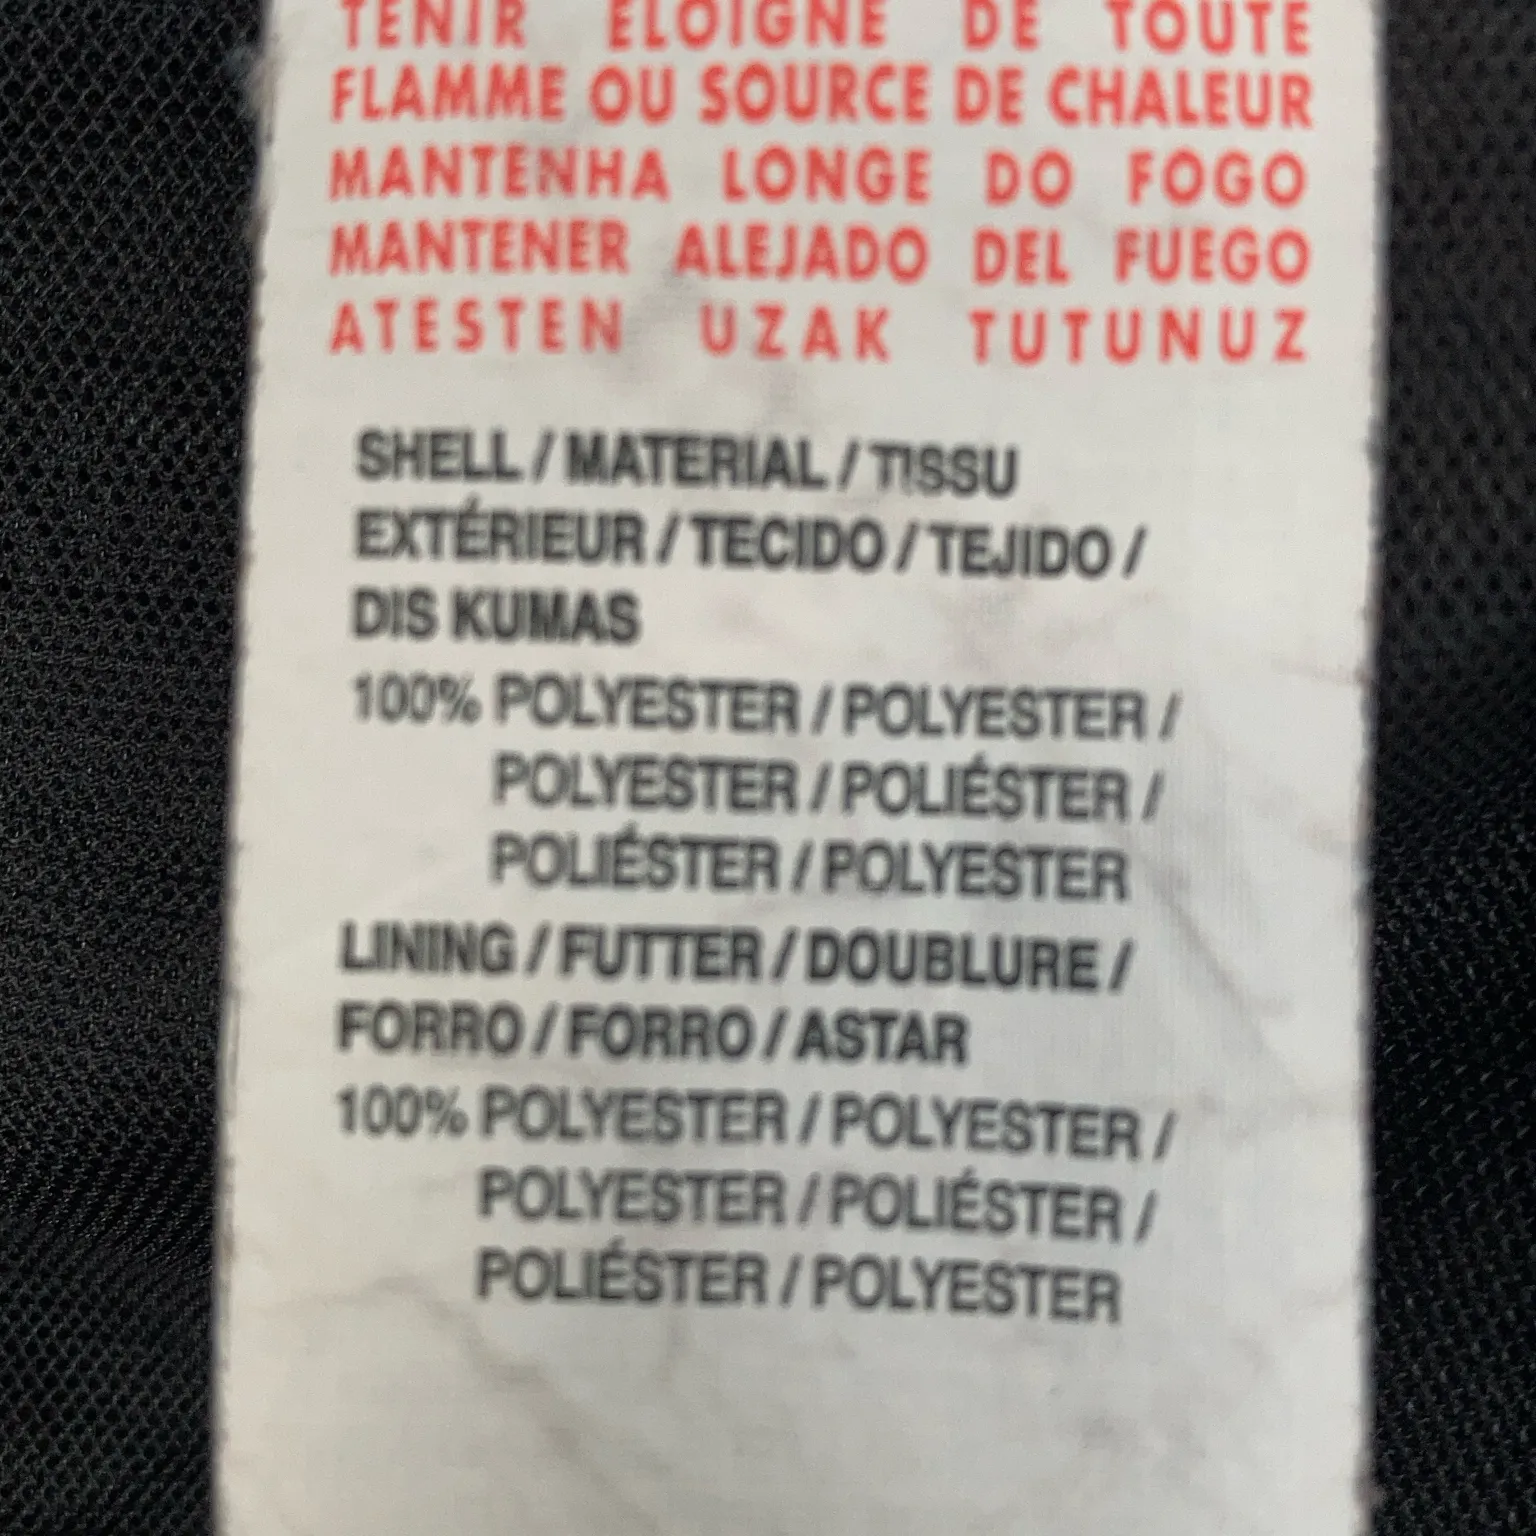 TENIR ELOIGNE DE TOUTE
FLAMME OU SOURCE DE CHALEUR
MANTENHA LONGE DO FOGO
MANTENER ALEJADO DEL FUEGO
ATESTEN UZAK TUTUNUZ
SHELL / MATERIAL / TISSU
EXTÉRIEUR / TECIDO / TEJIDO /
DIS KUMAS
100% POLYESTER / POLYESTER /
POLYESTER / POLIÉSTER /
POLIÉSTER / POLYESTER
LINING / FUTTER / DOUBLURE /
FORRO / FORRO / ASTAR
100% POLYESTER / POLYESTER /
POLYESTER / POLIÉSTER /
POLIÉSTER / POLYESTER